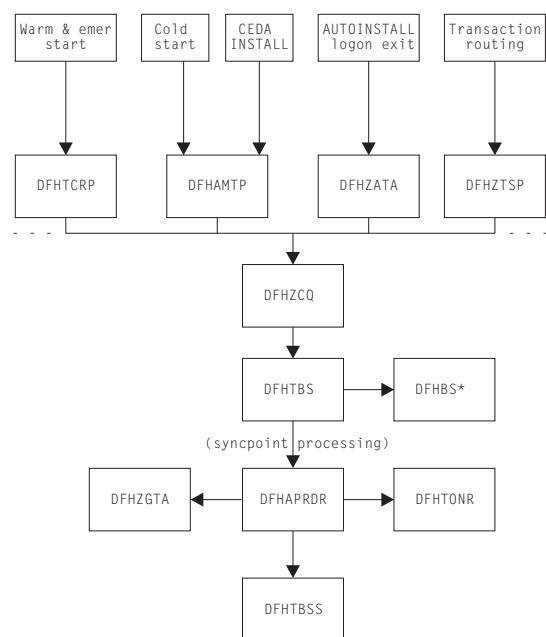 Warm & emer
start
Cold
start
CEDA
INSTALL
AUTOINSTALL
logon exit
Transaction
routing
DFHTCRP
DFHAMTP
DFHZATA
DFHZTSP
DFHZCQ
DFHTBS
DFHBS*
(syncpoint processing)
DFHZGTA
DFHAPRDR
DFHTONR
DFHTBSS